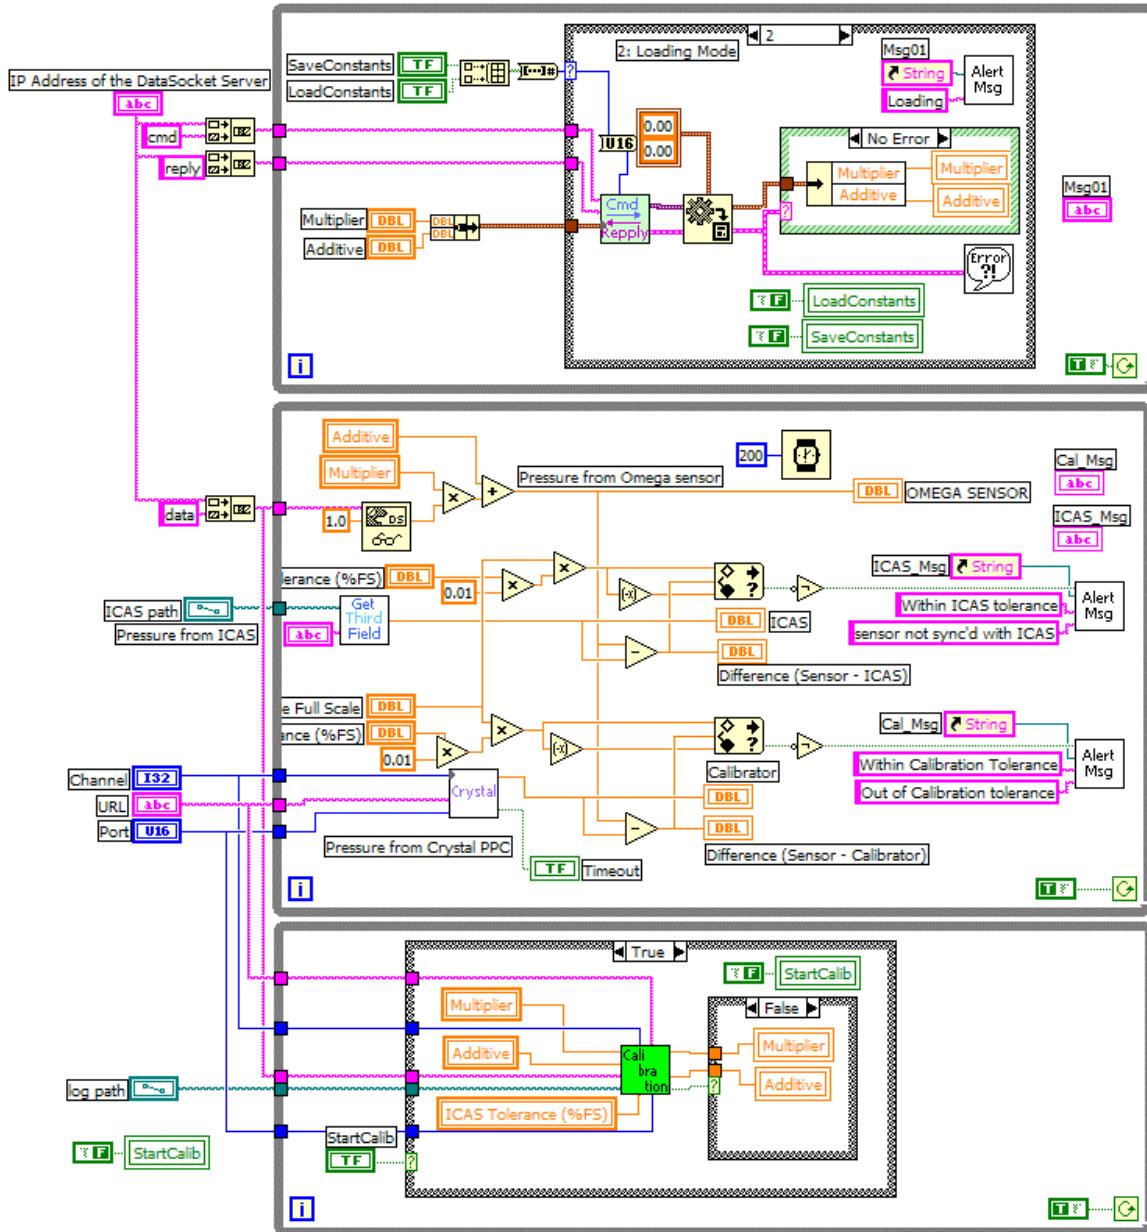 2
2: Loading Mode
Msg01
String
Alert
Msg
Loading
SaveConstants
TF
LoadConstants
TF
?
IP Address of the DataSocket Server
abc
cmd
reply
U16
0.00
0.00
No Error
Multiplier
Additive
Multiplier
Additive
Msg01
abc
Cmd
Repply
?
Multiplier
DBL
Additive
DBL
DBL
DBL
Error
?!
F
LoadConstants
F
SaveConstants
i
T
Additive
Multiplier
200
Pressure from Omega sensor
DBL
OMEGA SENSOR
Cal_Msg
abc
ICAS_Msg
abc
data
1.0
DS
lerance (%FS)
DBL
0.01
ICAS_Msg
String
Within ICAS tolerance
sensor not sync'd with ICAS
Alert
Msg
ICAS path
Pressure from ICAS
abc
Get
Third
Field
DBL
ICAS
DBL
Difference (Sensor - ICAS)
e Full Scale
DBL
ance (%FS)
DBL
0.01
Cal_Msg
String
Within Calibration Tolerance
Out of Calibration tolerance
Alert
Msg
Calibrator
DBL
DBL
Difference (Sensor - Calibrator)
Channel
I32
URL
abc
Port
U16
Crystal
Pressure from Crystal PPC
TF
Timeout
i
T
True
F
StartCalib
False
Multiplier
Additive
Multiplier
Additive
Cali
bra
tion
?
log path
ICAS Tolerance (%FS)
StartCalib
TF
?
F
StartCalib
i
T